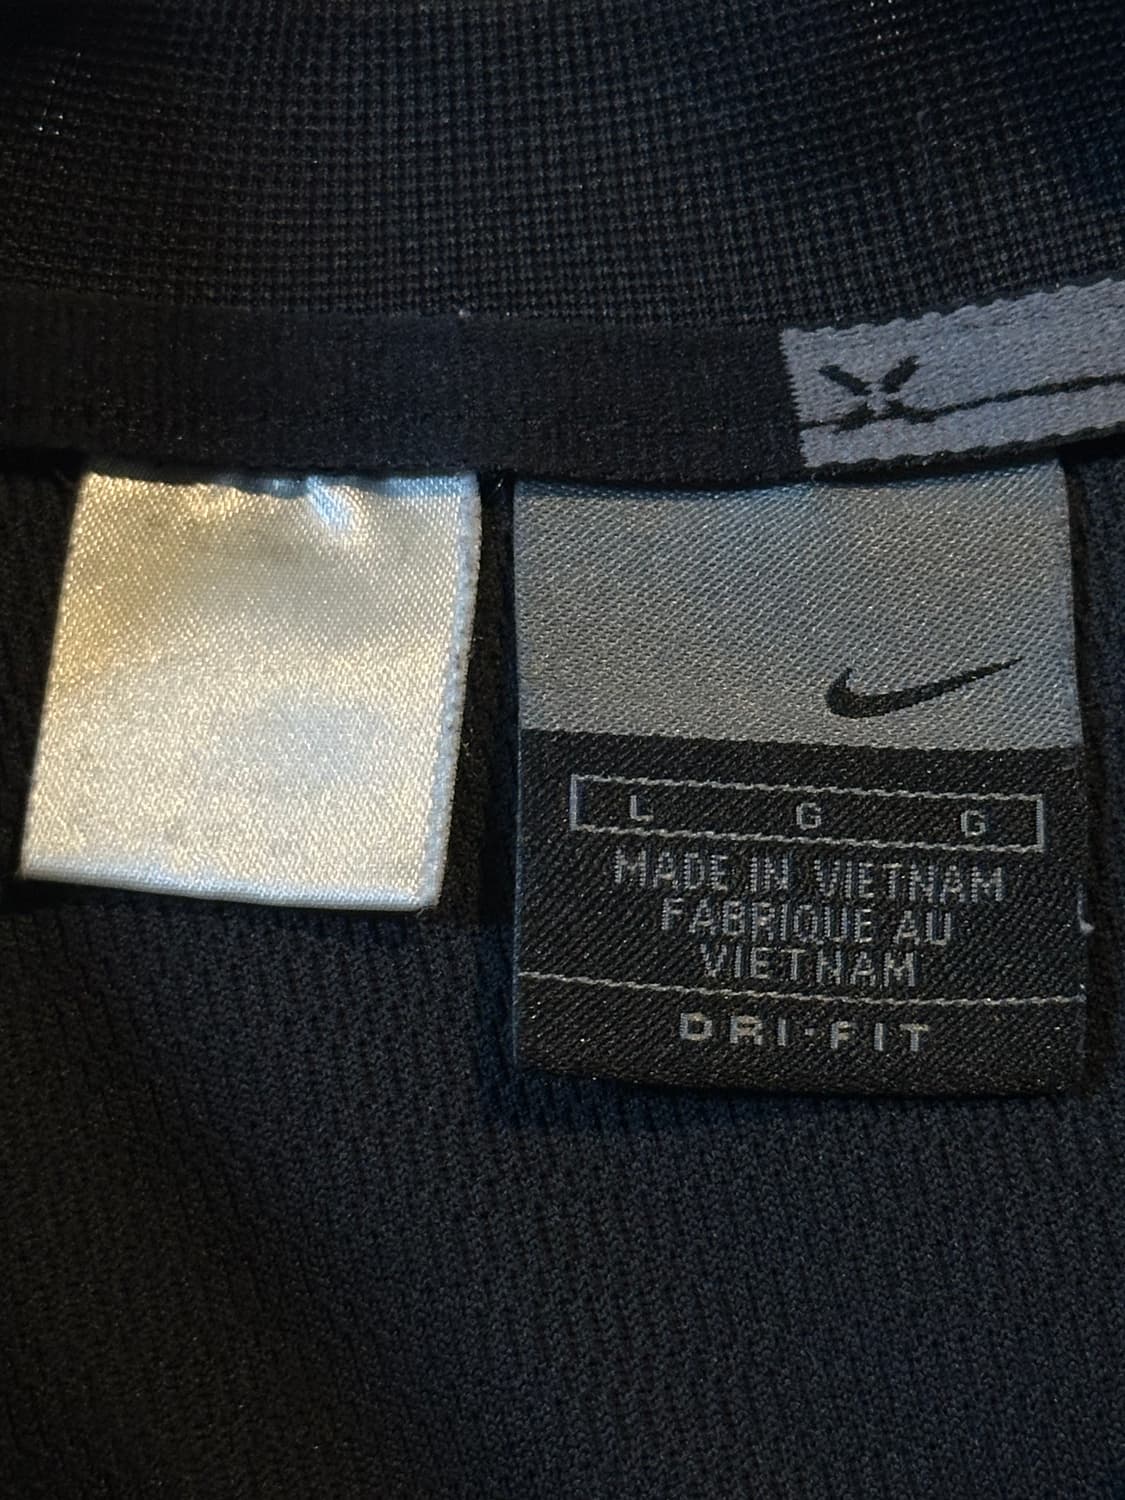 L G G
MADE IN VIETNAM
FABRIQUE AU
VIETNAM
DRI-FIT